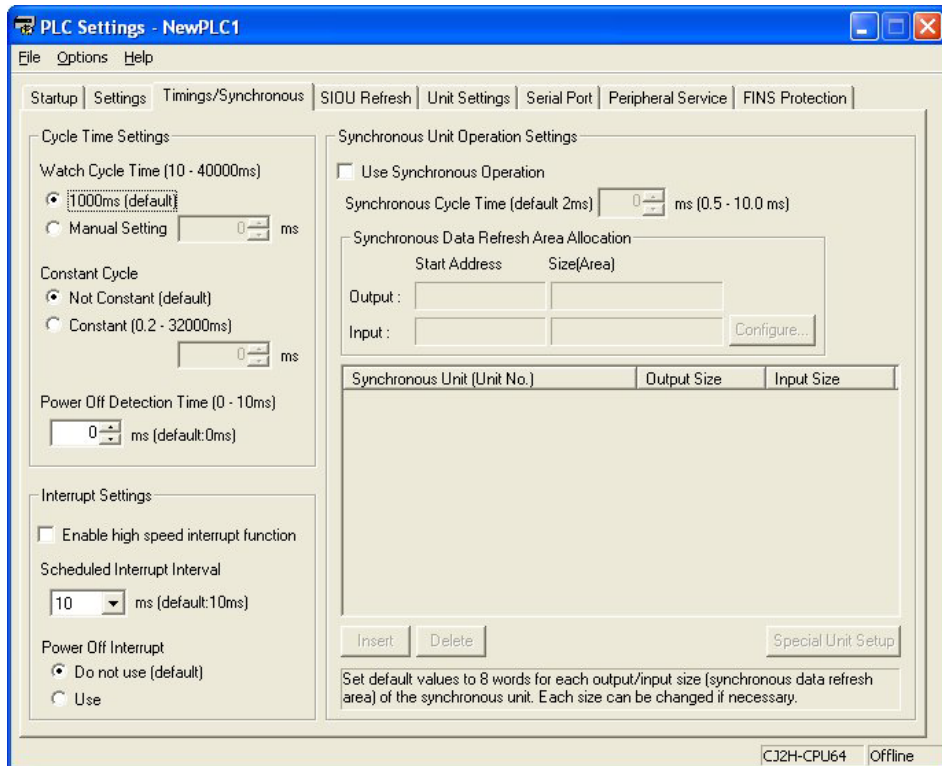 PLC Settings - NewPLC1
File Options Help
Startup Settings Timings/Synchronous SIOU Refresh Unit Settings Serial Port Peripheral Service FINS Protection
Cycle Time Settings
Watch Cycle Time (10 - 40000ms)
1000ms (default)
Manual Setting 0 ms
Constant Cycle
Not Constant (default)
Constant (0.2 - 32000ms)
0 ms
Power Off Detection Time (0 - 10ms)
0 ms (default:0ms)
Interrupt Settings
Enable high speed interrupt function
Scheduled Interrupt Interval
10 ms (default:10ms)
Power Off Interrupt
Do not use (default)
Use
Synchronous Unit Operation Settings
Use Synchronous Operation
Synchronous Cycle Time (default 2ms) 0 ms (0.5 - 10.0 ms)
Synchronous Data Refresh Area Allocation
Start Address Size(Area)
Output :
Input : Configure...
Synchronous Unit (Unit No.) Output Size Input Size
Insert Delete Special Unit Setup
Set default values to 8 words for each output/input size (synchronous data refresh
area) of the synchronous unit. Each size can be changed if necessary.
CJ2H-CPU64 Offline